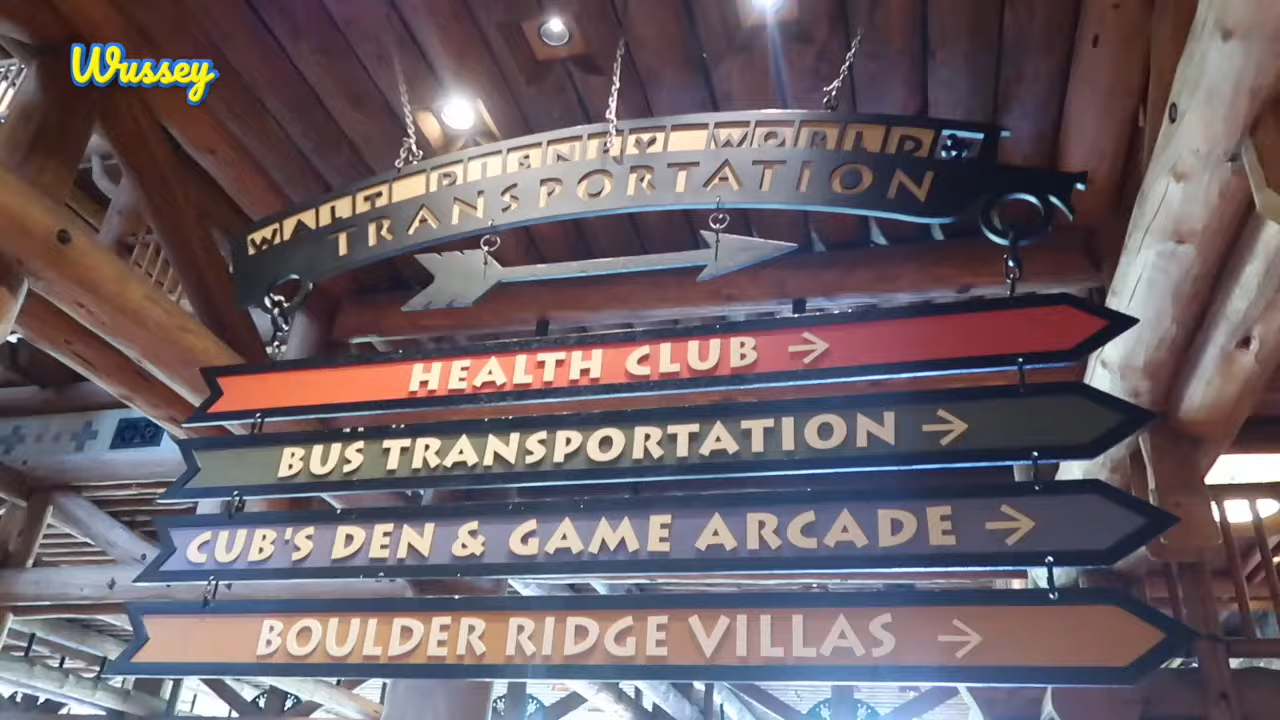 Wussey
WALT DISNEY WORLD
TRANSPORTATION
HEALTH CLUB →
BUS TRANSPORTATION →
CUB'S DEN & GAME ARCADE →
BOULDER RIDGE VILLAS →